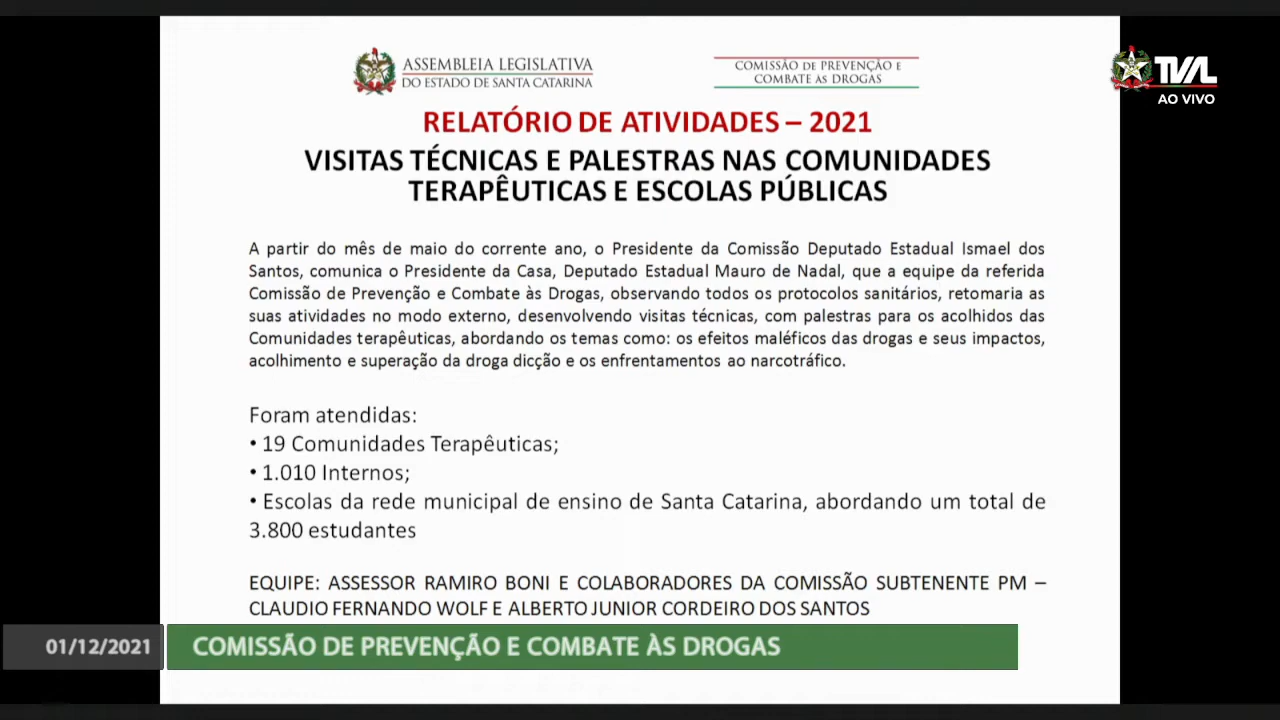 ASSEMBLEIA LEGISLATIVA
DO ESTADO DE SANTA CATARINA
COMISSÃO DE PREVENÇÃO E
COMBATE AS DROGAS
TVAL
AO VIVO
RELATÓRIO DE ATIVIDADES – 2021
VISITAS TÉCNICAS E PALESTRAS NAS COMUNIDADES
TERAPÊUTICAS E ESCOLAS PÚBLICAS
A partir do mês de maio do corrente ano, o Presidente da Comissão Deputado Estadual Ismael dos
Santos, comunica o Presidente da Casa, Deputado Estadual Mauro de Nadal, que a equipe da referida
Comissão de Prevenção e Combate às Drogas, observando todos os protocolos sanitários, retomaria as
suas atividades no modo externo, desenvolvendo visitas técnicas, com palestras para os acolhidos das
Comunidades terapêuticas, abordando os temas como: os efeitos maléficos das drogas e seus impactos,
acolhimento e superação da droga dicção e os enfrentamentos ao narcotráfico.
Foram atendidas:
• 19 Comunidades Terapêuticas;
• 1.010 Internos;
• Escolas da rede municipal de ensino de Santa Catarina, abordando um total de
3.800 estudantes
EQUIPE: ASSESSOR RAMIRO BONI E COLABORADORES DA COMISSÃO SUBTENENTE PM –
CLAUDIO FERNANDO WOLF E ALBERTO JUNIOR CORDEIRO DOS SANTOS
01/12/2021
COMISSÃO DE PREVENÇÃO E COMBATE ÀS DROGAS